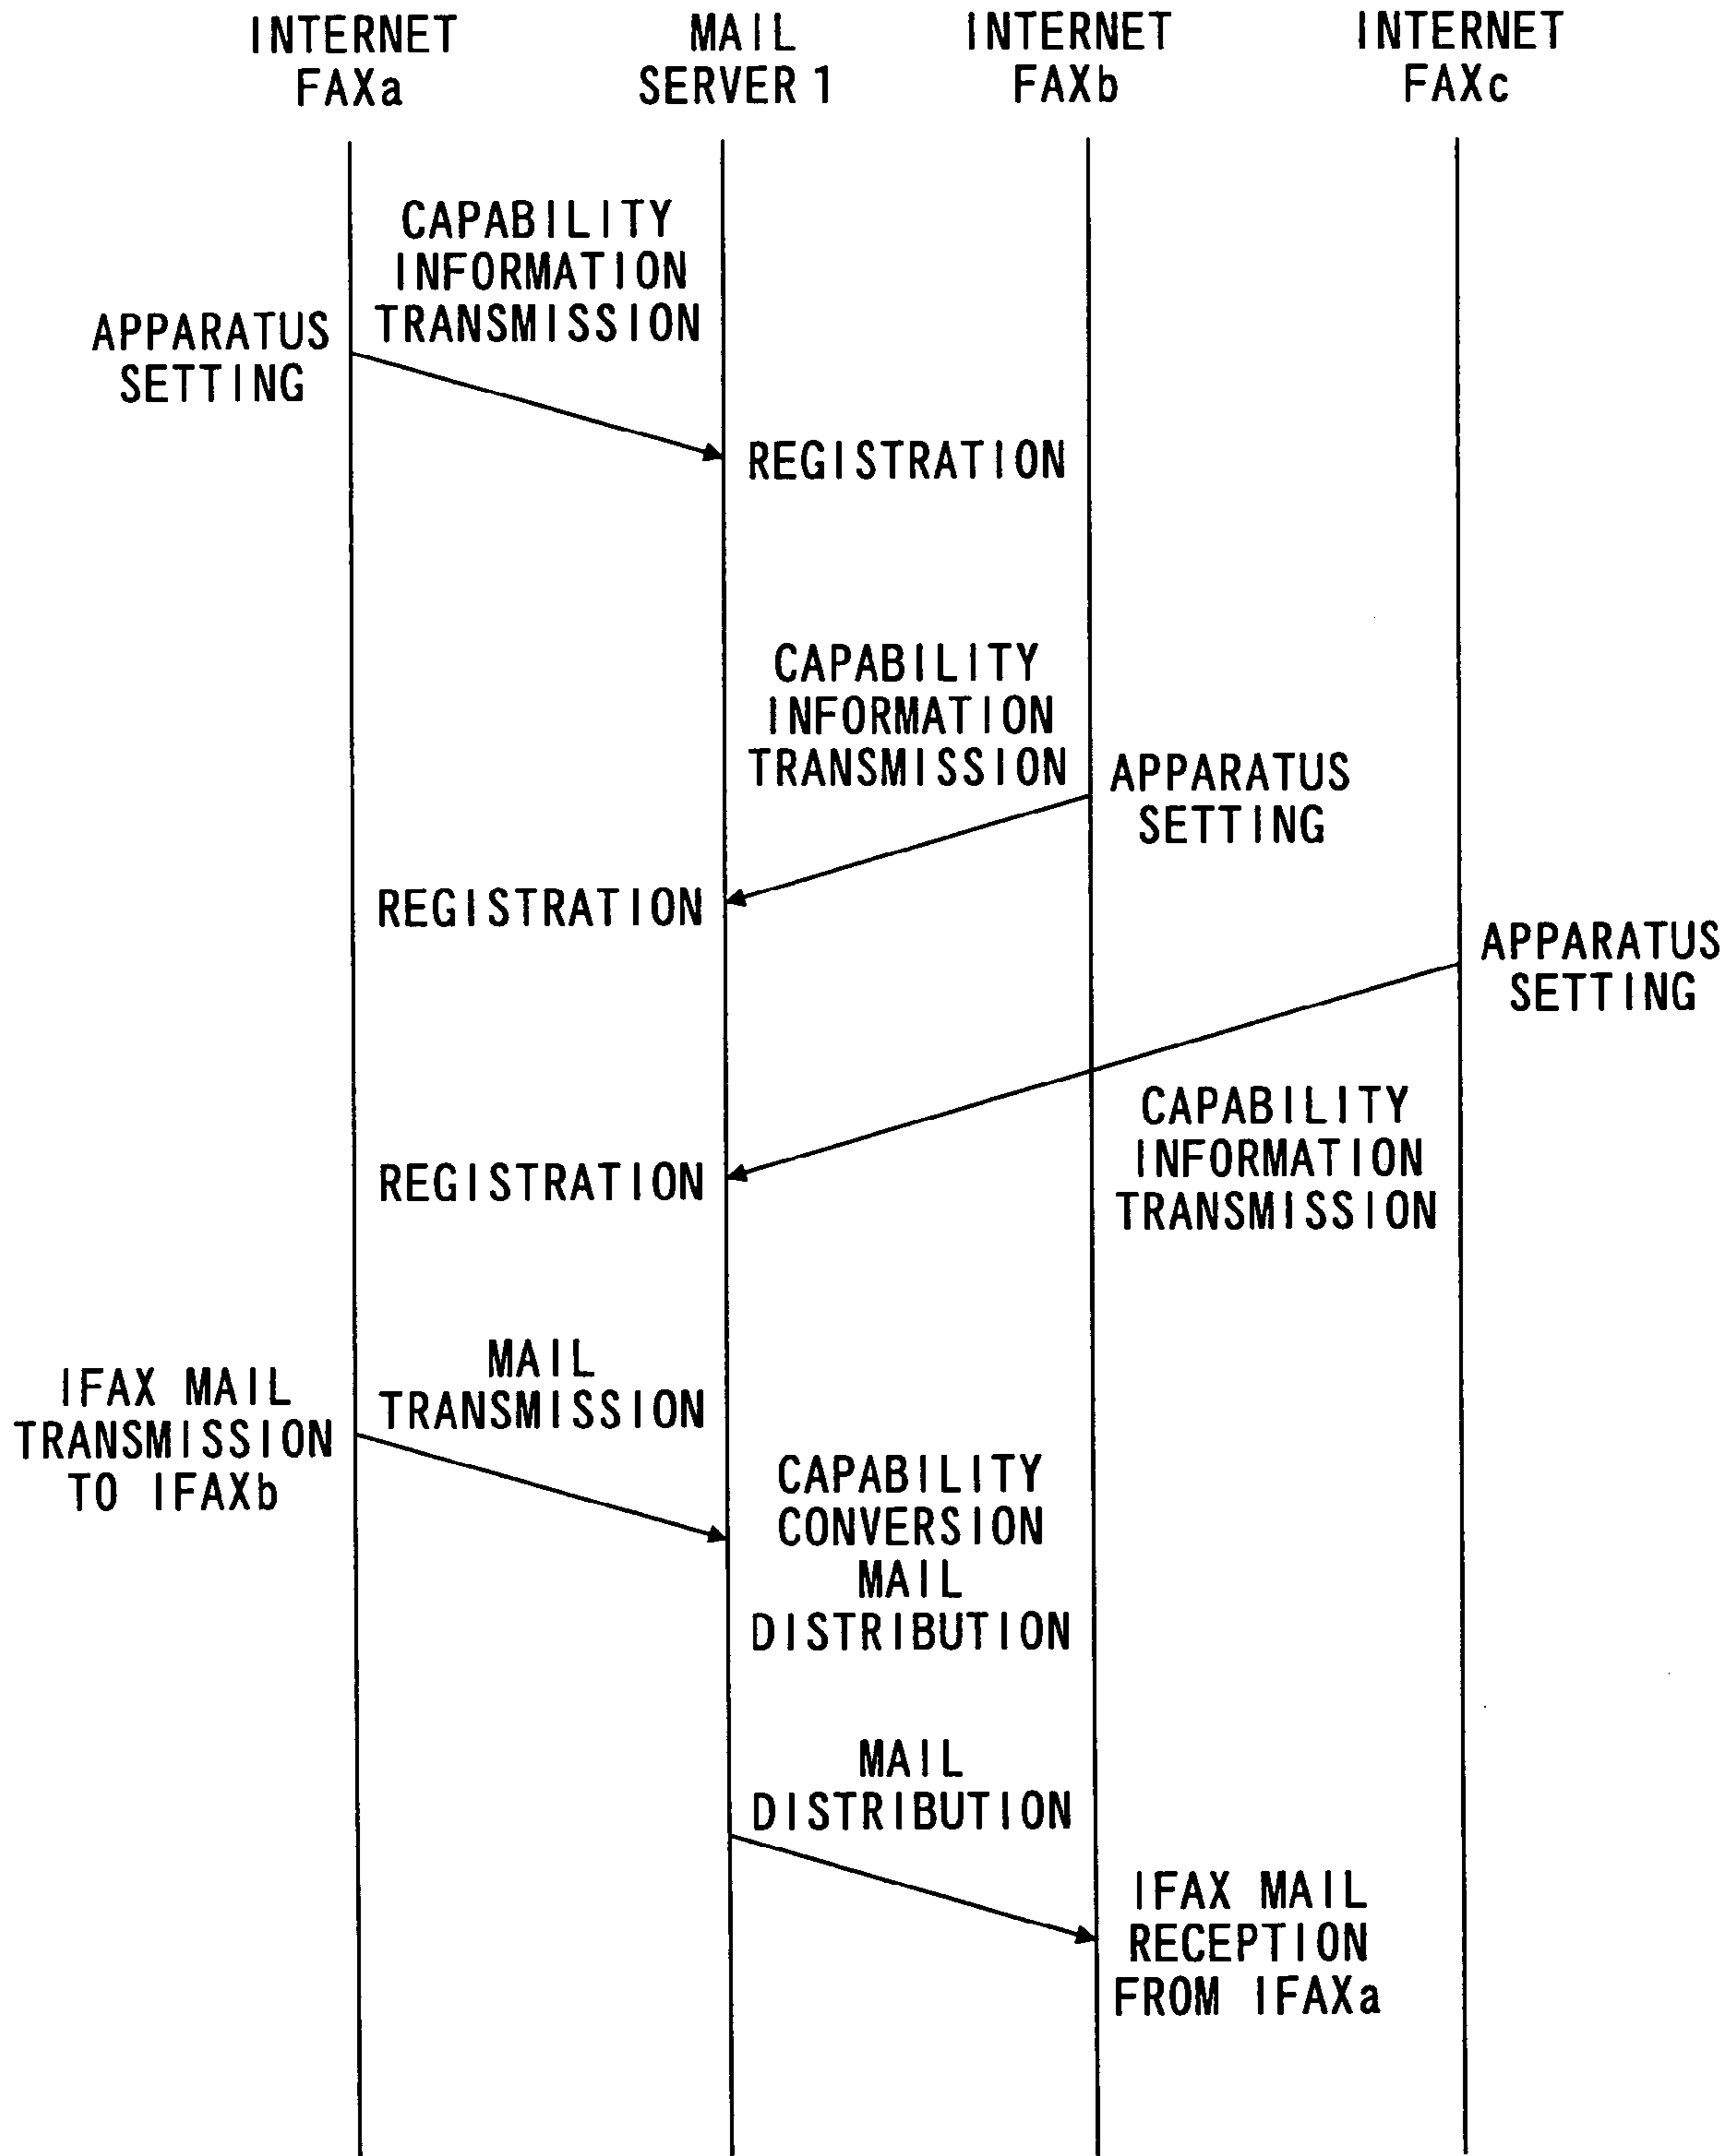 INTERNET
FAXa
MAIL
SERVER 1
INTERNET
FAXb
INTERNET
FAXc
CAPABILITY
INFORMATION
TRANSMISSION
APPARATUS
SETTING
REGISTRATION
CAPABILITY
INFORMATION
TRANSMISSION
APPARATUS
SETTING
REGISTRATION
APPARATUS
SETTING
CAPABILITY
INFORMATION
TRANSMISSION
REGISTRATION
IFAX MAIL
TRANSMISSION
TO IFAXb
MAIL
TRANSMISSION
CAPABILITY
CONVERSION
MAIL
DISTRIBUTION
MAIL
DISTRIBUTION
IFAX MAIL
RECEPTION
FROM IFAXa